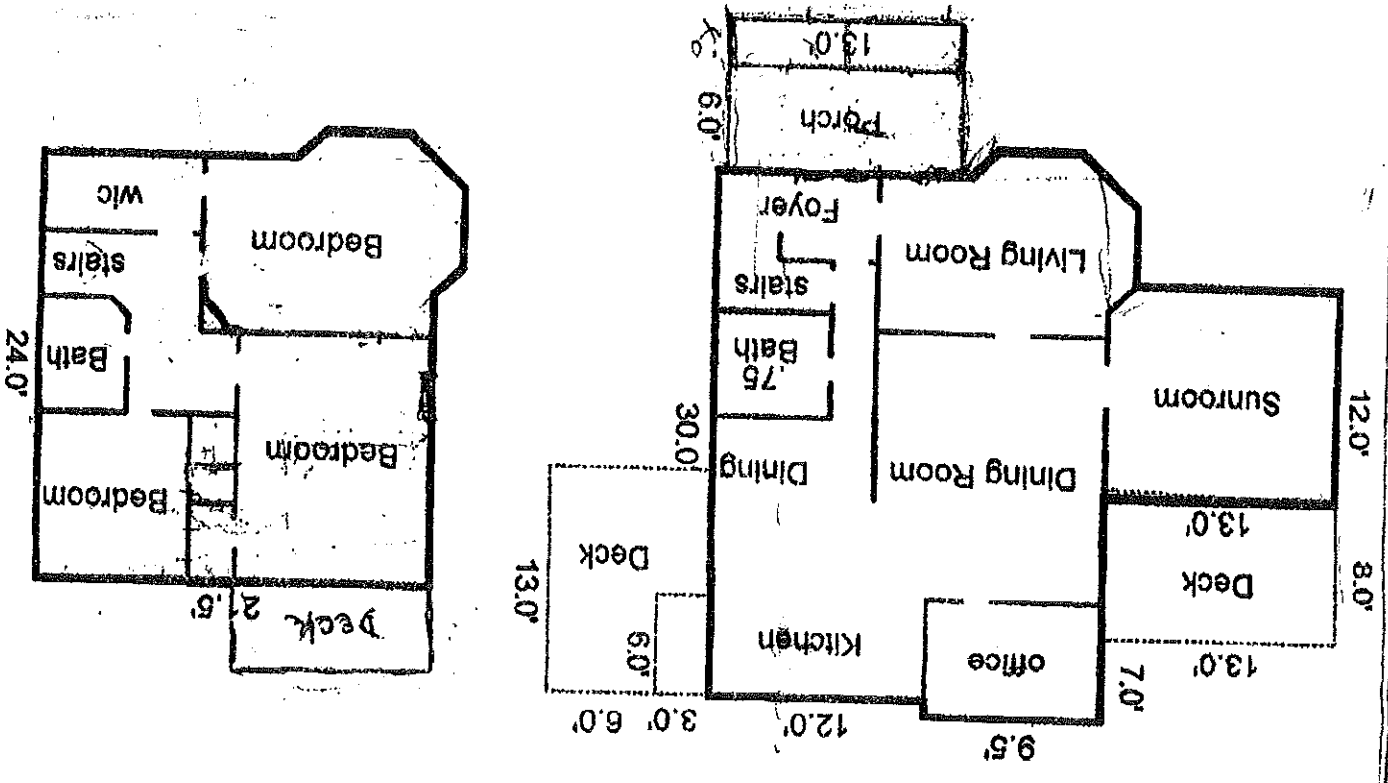 9.5'
12.0'
3.0'
6.0'
13.0'
7.0'
office
Kitchen
6.0'
Deck
21.5'
8.0'
Deck
Deck
13.0'
13.0'
Dining Room
Dining
30.0'
Bedroom
Bedroom
12.0'
Sunroom
.75
Bath
Bath
24.0'
stairs
stairs
Living Room
Foyer
Bedroom
wic
Porch
6.0'
13.0'